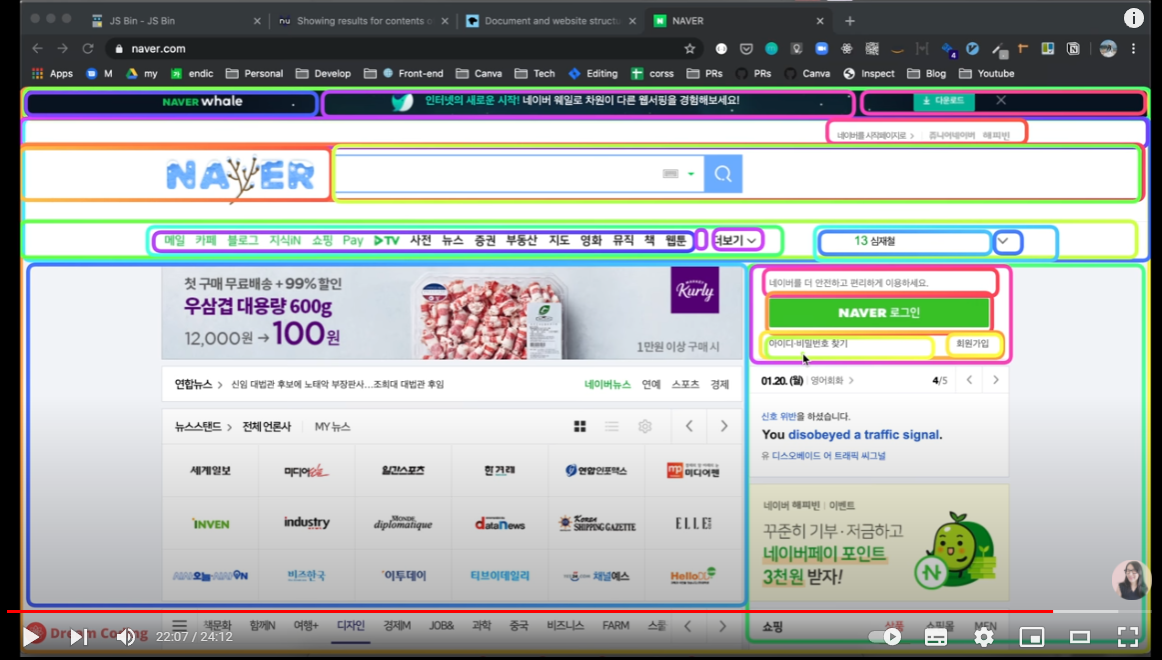 JS Bin - JS Bin
Showing results for contents o
Document and website structu
NAVER
naver.com
Apps M my endic Personal Develop Front-end Canva Tech Editing corss PRs PRs Canva Inspect Blog Youtube
NAVER whale
인터넷의 새로운 시작! 네이버 웨일로 차원이 다른 웹서핑을 경험해보세요!
다운로드
네이버를 시작페이지로 > 쥬니어네이버 해피빈
NAVER
메일 카페 블로그 지식iN 쇼핑 Pay TV 사전 뉴스 증권 부동산 지도 영화 뮤직 책 웹툰 더보기
13 심재철
첫 구매 무료배송 + 99%할인
우삼겹 대용량 600g
12,000원 → 100원
Kurly
1만원 이상 구매 시
네이버를 더 안전하고 편리하게 이용하세요.
NAVER 로그인
아이디·비밀번호 찾기 회원가입
연합뉴스 > 신임 대법관 후보에 노태악 부장판사...조희대 대법관 후임
네이버뉴스 연예 스포츠 경제
01.20. (월) 영어회화 > 4/5
뉴스스탠드 > 전체 언론사 MY 뉴스
신호 위반을 하셨습니다.
You disobeyed a traffic signal.
유 디스오베이드 어 트래픽 씨그널
세계일보 미디어오늘 일간스포츠 한겨레 연합인포맥스 미디어펜
INVEN industry LE MONDE diplomatique dataNews Korea SHIPPING GAZETTE ELLE
비즈한국 이투데이 티브이데일리 채널예스 HelloDD
네이버 해피빈 이벤트
꾸준히 기부·저금하고
네이버페이 포인트
3천원 받자!
책문화 함께N 여행+ 디자인 경제M JOB& 과학 중국 비즈니스 FARM 스쿨
쇼핑 상품 쇼핑몰 MEN
Dream Coding
22:07 / 24:12